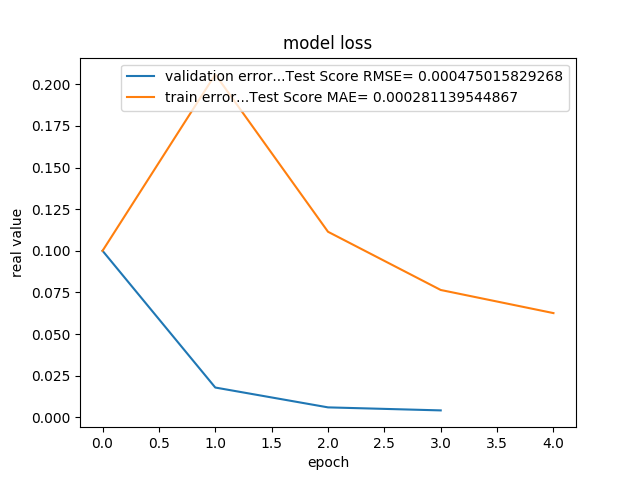 model loss
validation error...Test Score RMSE= 0.000475015829268
train error...Test Score MAE= 0.000281139544867
0.200
0.175
0.150
0.125
0.100
0.075
0.050
0.025
0.000
real value
0.0 0.5 1.0 1.5 2.0 2.5 3.0 3.5 4.0
epoch